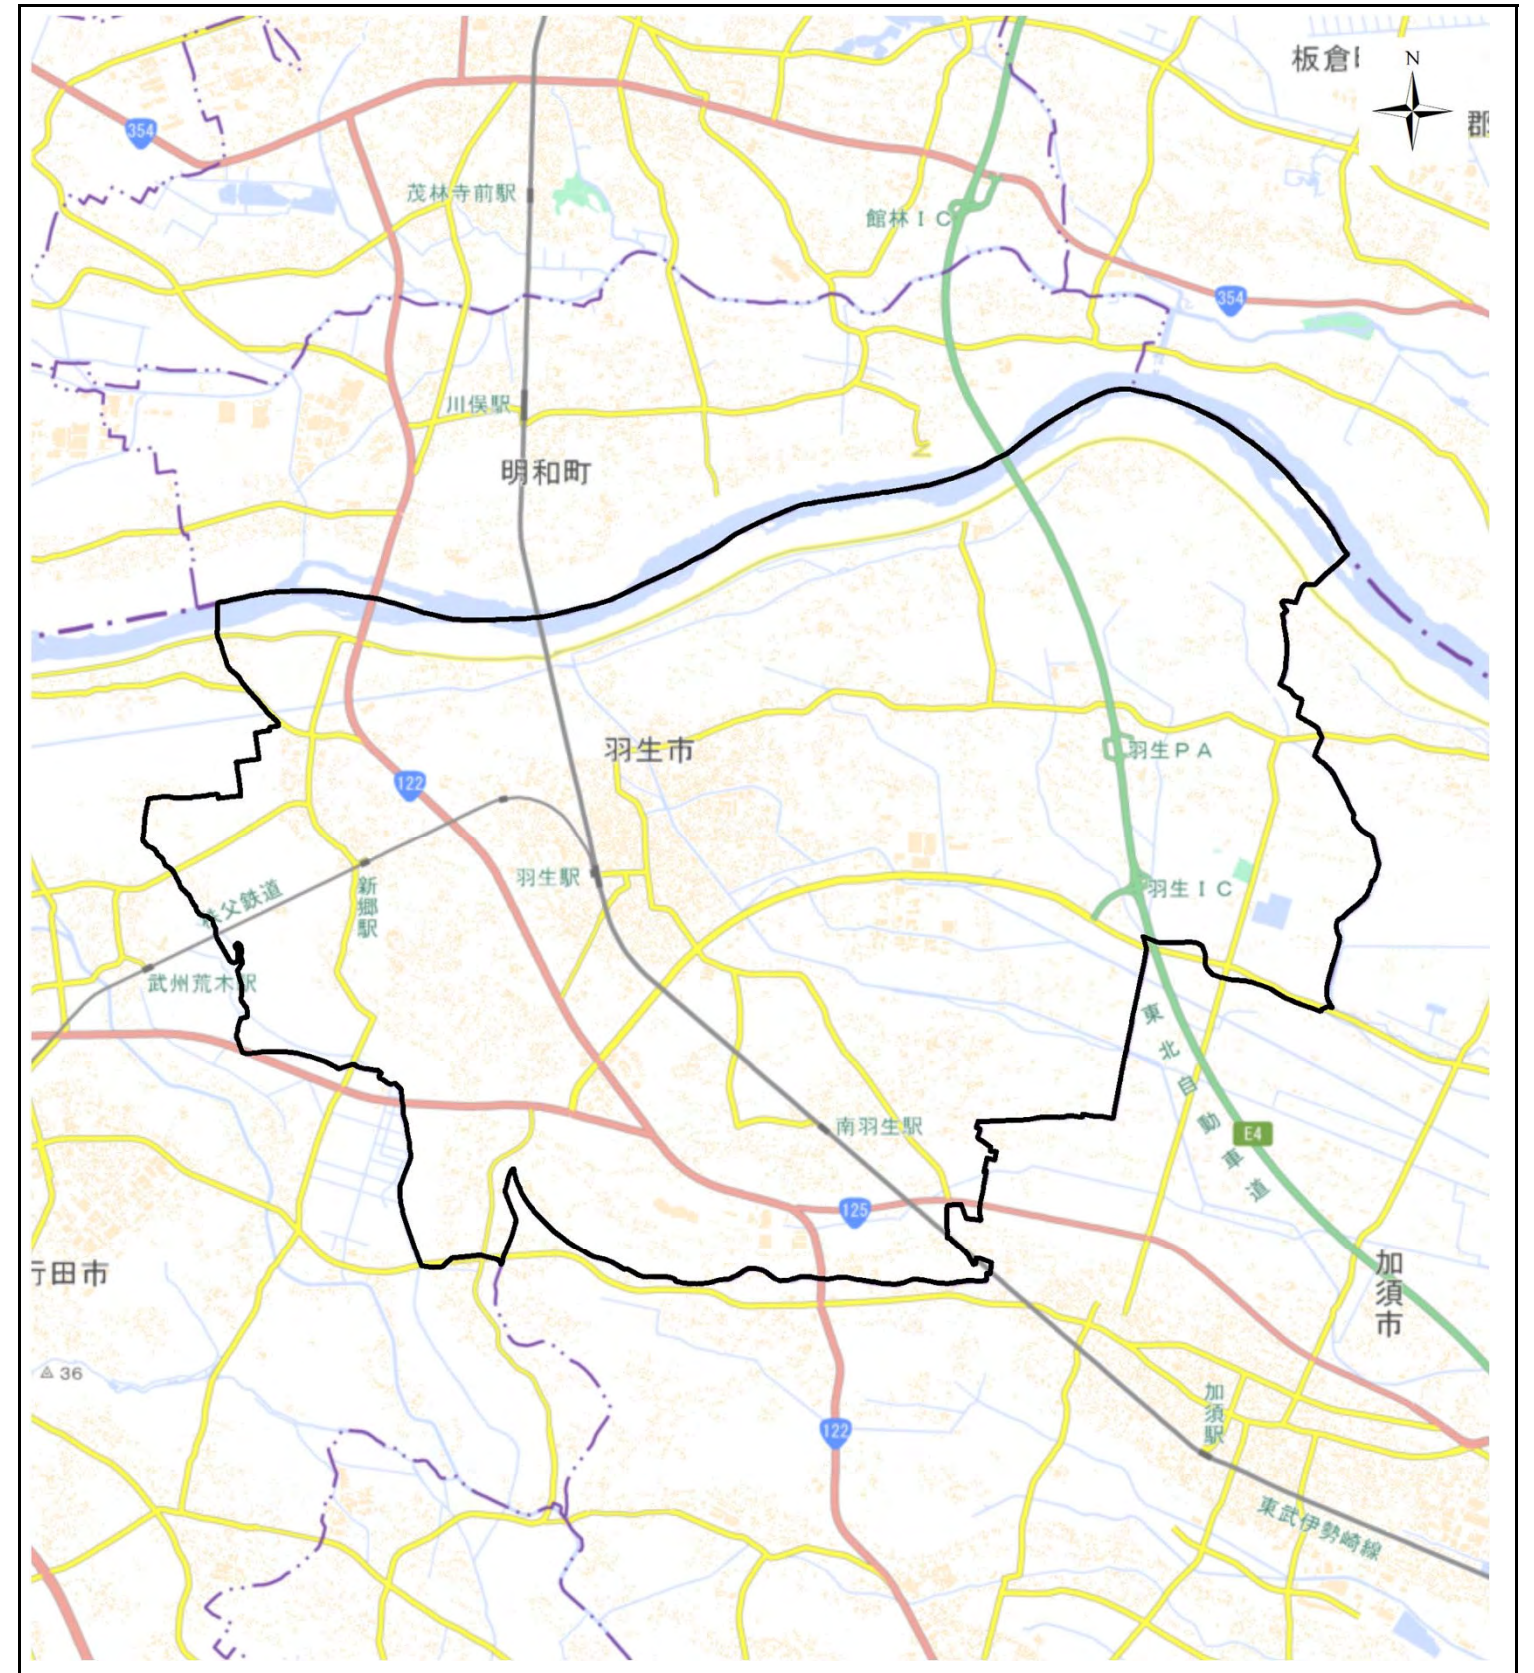 板倉
N
郡
354
茂林寺前駅
館林IC
354
川俣駅
明和町
羽生市
羽生PA
122
羽生駅
羽生IC
新郷駅
秩父鉄道
武州荒木駅
東北自動車道
E4
南羽生駅
125
行田市
加須市
36
加須駅
122
東武伊勢崎線